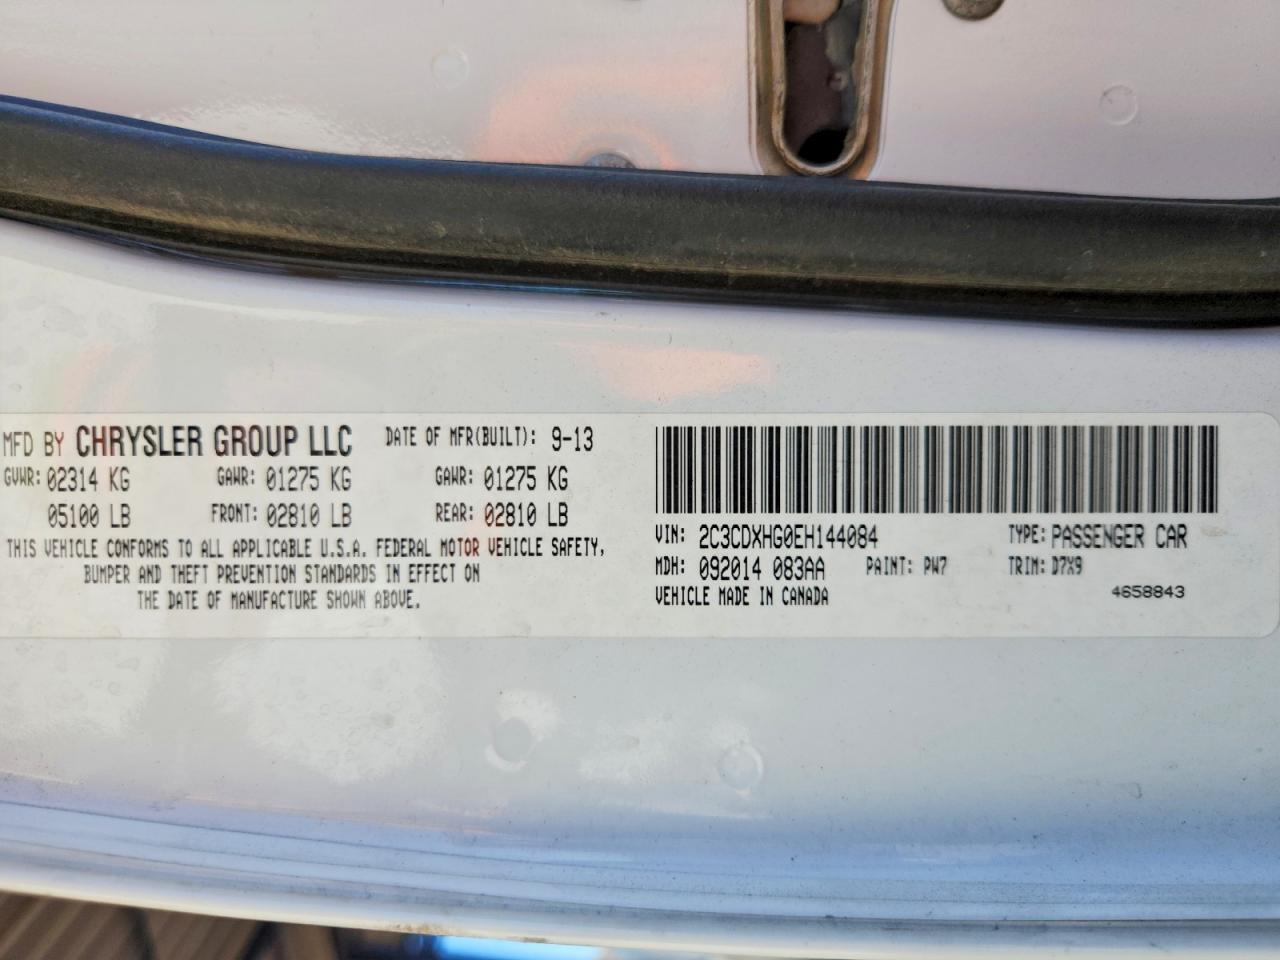 MFD BY CHRYSLER GROUP LLC DATE OF MFR(BUILT): 9-13
GVWR: 02314 KG GAWR: 01275 KG GAWR: 01275 KG
05100 LB FRONT: 02810 LB REAR: 02810 LB
THIS VEHICLE CONFORMS TO ALL APPLICABLE U.S.A. FEDERAL MOTOR VEHICLE SAFETY,
BUMPER AND THEFT PREVENTION STANDARDS IN EFFECT ON
THE DATE OF MANUFACTURE SHOWN ABOVE.
VIN: 2C3CDXHG0EH144084 TYPE: PASSENGER CAR
MDH: 092014 083AA PAINT: PW7 TRIM: D7X9
VEHICLE MADE IN CANADA 4658843